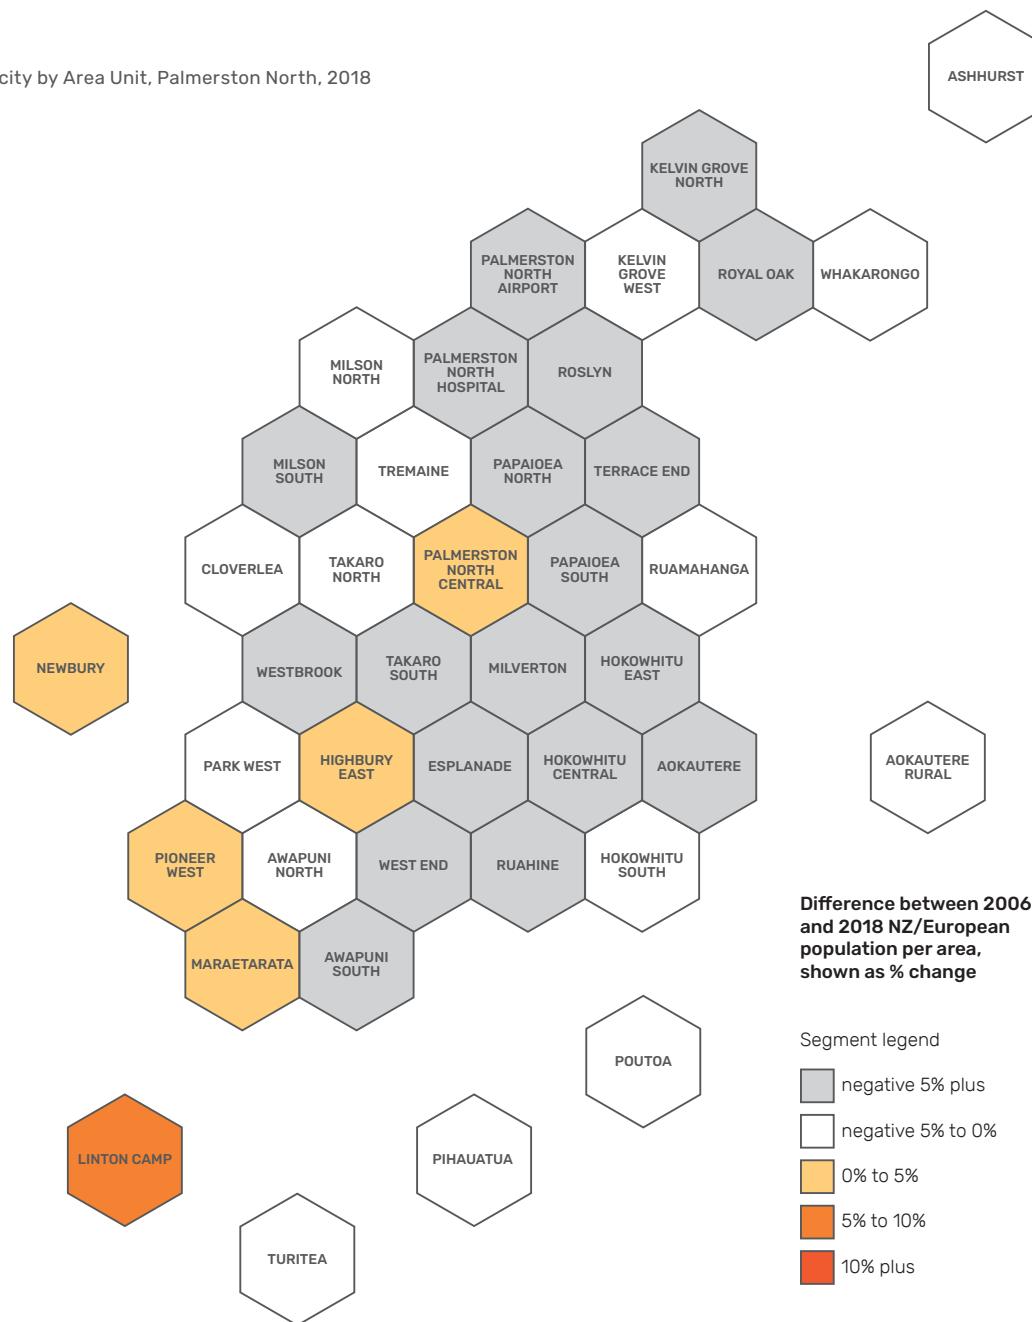 city by Area Unit, Palmerston North, 2018
ASHHURST
KELVIN GROVE
NORTH
PALMERSTON
NORTH
AIRPORT
KELVIN
GROVE
WEST
ROYAL OAK
WHAKARONGO
MILSON
NORTH
PALMERSTON
NORTH
HOSPITAL
ROSLYN
MILSON
SOUTH
TREMAINE
PAPAIOEA
NORTH
TERRACE END
CLOVERLEA
TAKARO
NORTH
PALMERSTON
NORTH
CENTRAL
PAPAIOEA
SOUTH
RUAMAHANGA
NEWBURY
WESTBROOK
TAKARO
SOUTH
MILVERTON
HOKOWHITU
EAST
PARK WEST
HIGHBURY
EAST
ESPLANADE
HOKOWHITU
CENTRAL
AOKAUTERE
AOKAUTERE
RURAL
PIONEER
WEST
AWAPUNI
NORTH
WEST END
RUAHINE
HOKOWHITU
SOUTH
MARAETARATA
AWAPUNI
SOUTH
POUTOA
LINTON CAMP
PIHAUATUA
TURITEA
Difference between 2006
and 2018 NZ/European
population per area,
shown as % change
Segment legend
negative 5% plus
negative 5% to 0%
0% to 5%
5% to 10%
10% plus